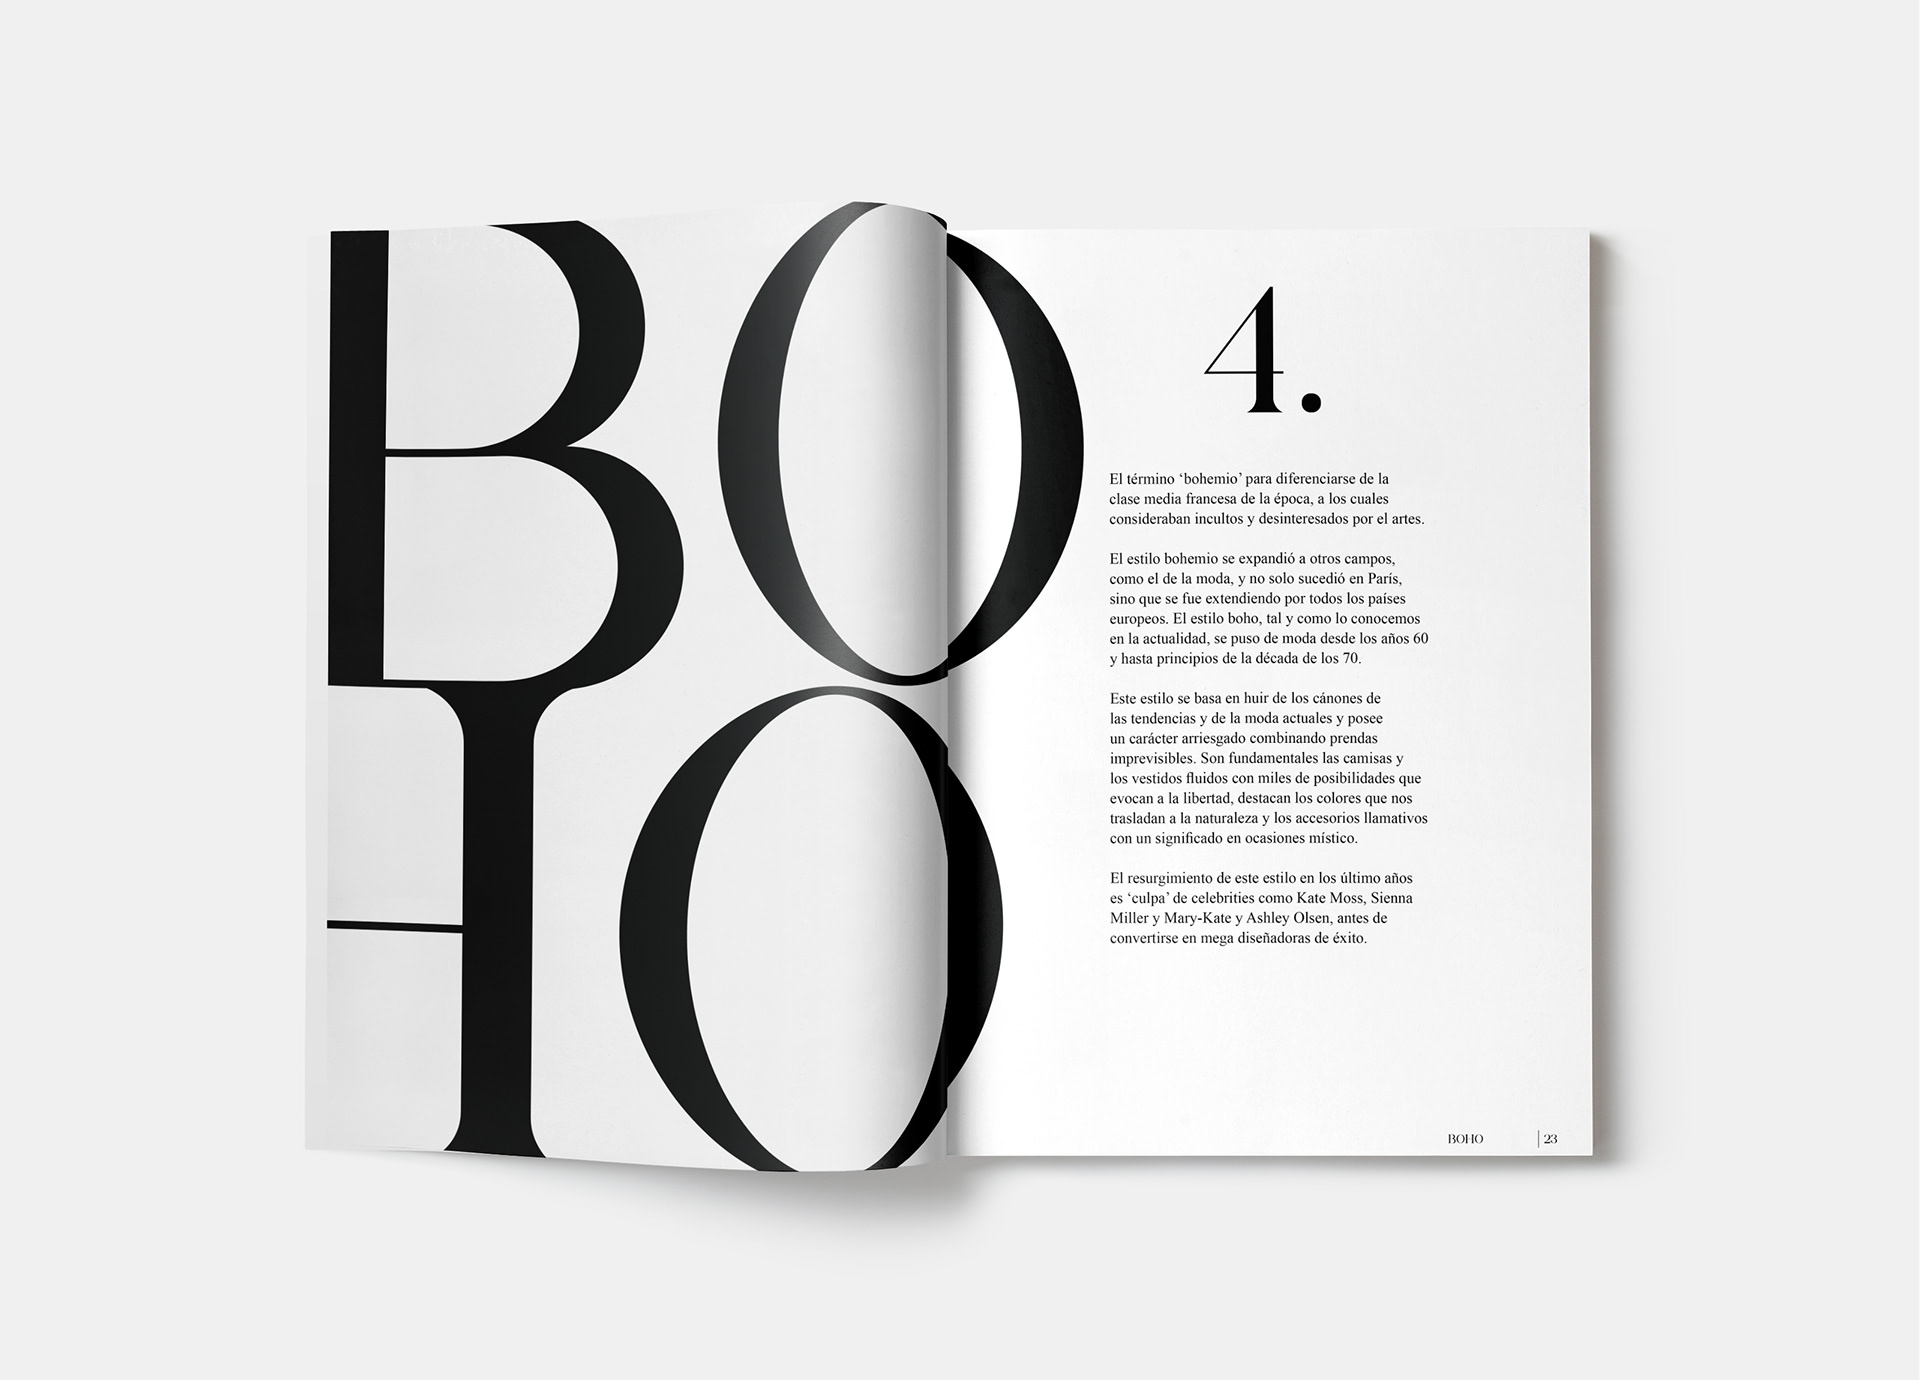 BO
HO
4.
El término ‘bohemio’ para diferenciarse de la
clase media francesa de la época, a los cuales
consideraban incultos y desinteresados por el artes.
El estilo bohemio se expandió a otros campos,
como el de la moda, y no solo sucedió en París,
sino que se fue extendiendo por todos los países
europeos. El estilo boho, tal y como lo conocemos
en la actualidad, se puso de moda desde los años 60
y hasta principios de la década de los 70.
Este estilo se basa en huir de los cánones de
las tendencias y de la moda actuales y posee
un carácter arriesgado combinando prendas
imprevisibles. Son fundamentales las camisas y
los vestidos fluidos con miles de posibilidades que
evocan a la libertad, destacan los colores que nos
trasladan a la naturaleza y los accesorios llamativos
con un significado en ocasiones místico.
El resurgimiento de este estilo en los último años
es ‘culpa’ de celebrities como Kate Moss, Sienna
Miller y Mary-Kate y Ashley Olsen, antes de
convertirse en mega diseñadoras de éxito.
BOHO | 23